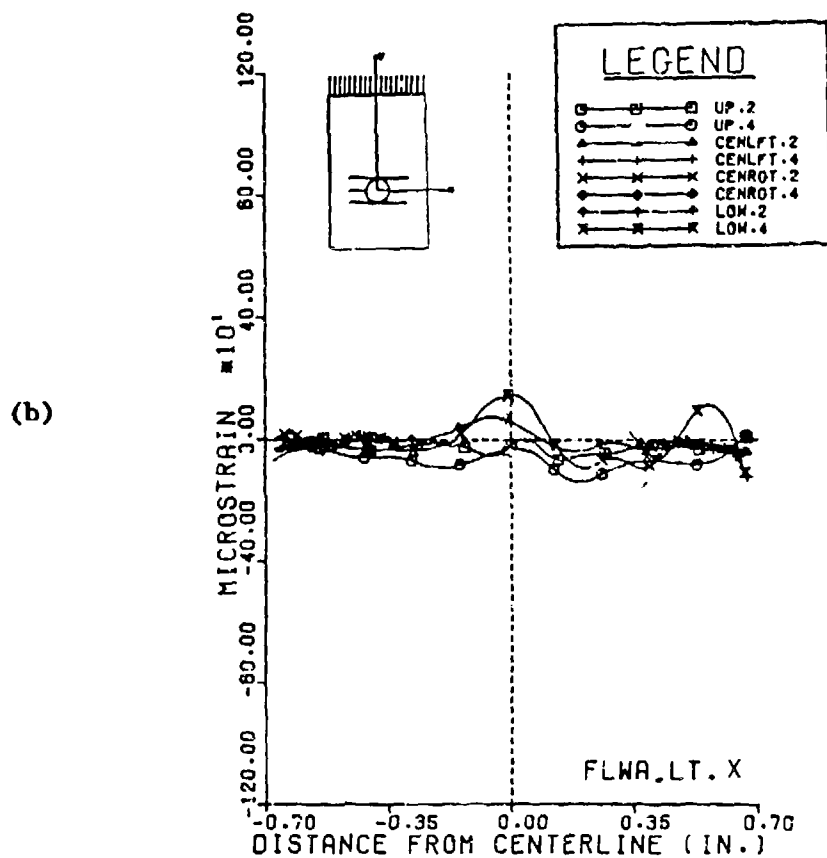 (b)
LEGEND
UP.2
UP.4
CENLFT.2
CENLFT.4
CENROT.2
CENROT.4
LOW.2
LOW.4
MICROSTRAIN *10¹
120.00
80.00
40.00
0.00
-40.00
-80.00
-120.00
FLWA.LT.X
-0.70
-0.35
0.00
0.35
0.70
DISTANCE FROM CENTERLINE (IN.)